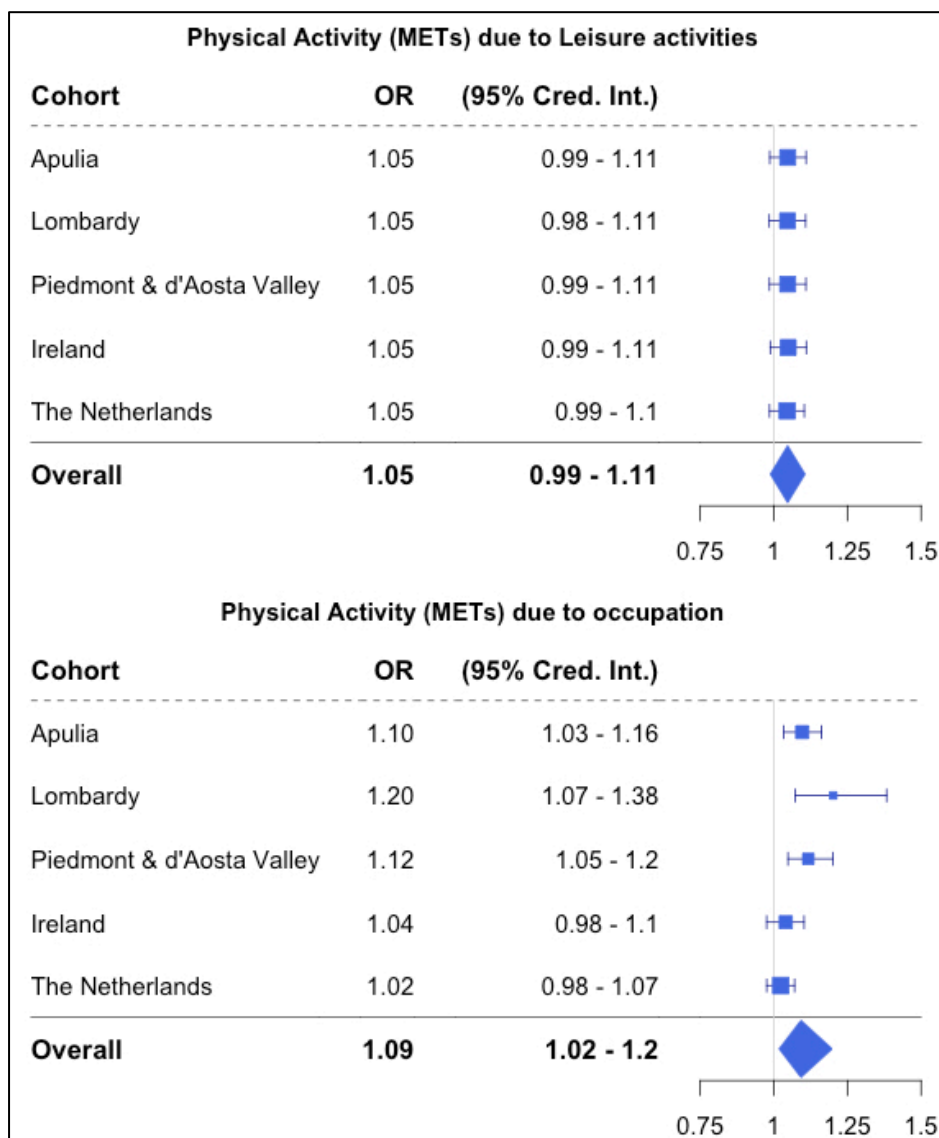 Physical Activity (METs) due to Leisure activities
Cohort OR (95% Cred. Int.)
Apulia 1.05 0.99 - 1.11
Lombardy 1.05 0.98 - 1.11
Piedmont & d'Aosta Valley 1.05 0.99 - 1.11
Ireland 1.05 0.99 - 1.11
The Netherlands 1.05 0.99 - 1.1
Overall 1.05 0.99 - 1.11
0.75 1 1.25 1.5
Physical Activity (METs) due to occupation
Cohort OR (95% Cred. Int.)
Apulia 1.10 1.03 - 1.16
Lombardy 1.20 1.07 - 1.38
Piedmont & d'Aosta Valley 1.12 1.05 - 1.2
Ireland 1.04 0.98 - 1.1
The Netherlands 1.02 0.98 - 1.07
Overall 1.09 1.02 - 1.2
0.75 1 1.25 1.5